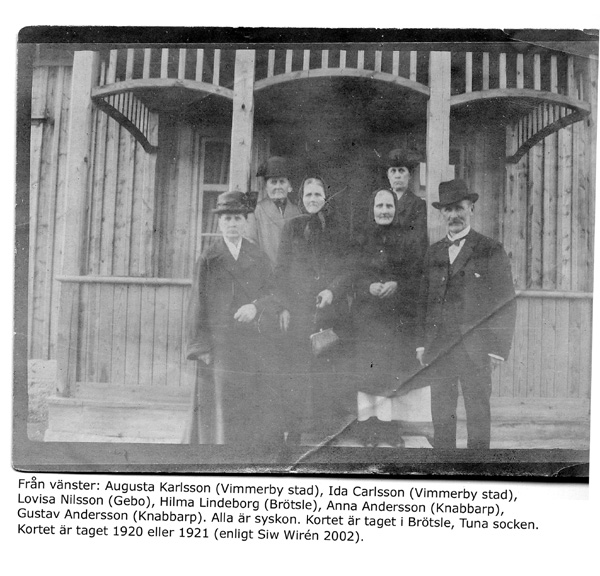 Från vänster: Augusta Karlsson (Vimmerby stad), Ida Carlsson (Vimmerby stad),
Lovisa Nilsson (Gebo), Hilma Lindeborg (Brötsle), Anna Andersson (Knabbarp),
Gustav Andersson (Knabbarp). Alla är syskon. Kortet är taget i Brötsle, Tuna socken.
Kortet är taget 1920 eller 1921 (enligt Siw Wirén 2002).